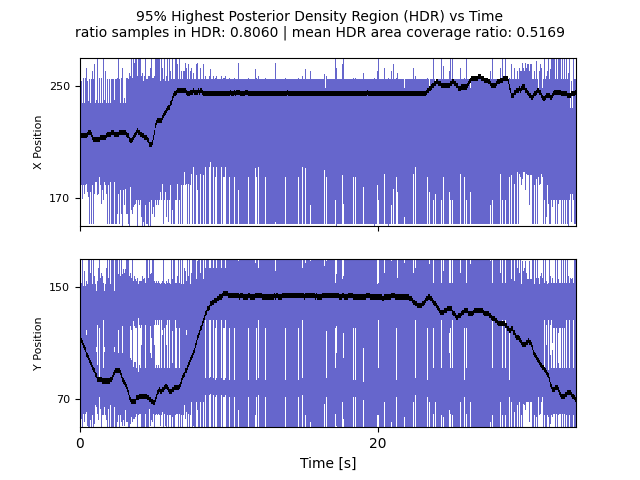 95% Highest Posterior Density Region (HDR) vs Time
ratio samples in HDR: 0.8060 | mean HDR area coverage ratio: 0.5169
250
170
X Position
150
70
Y Position
0
20
Time [s]